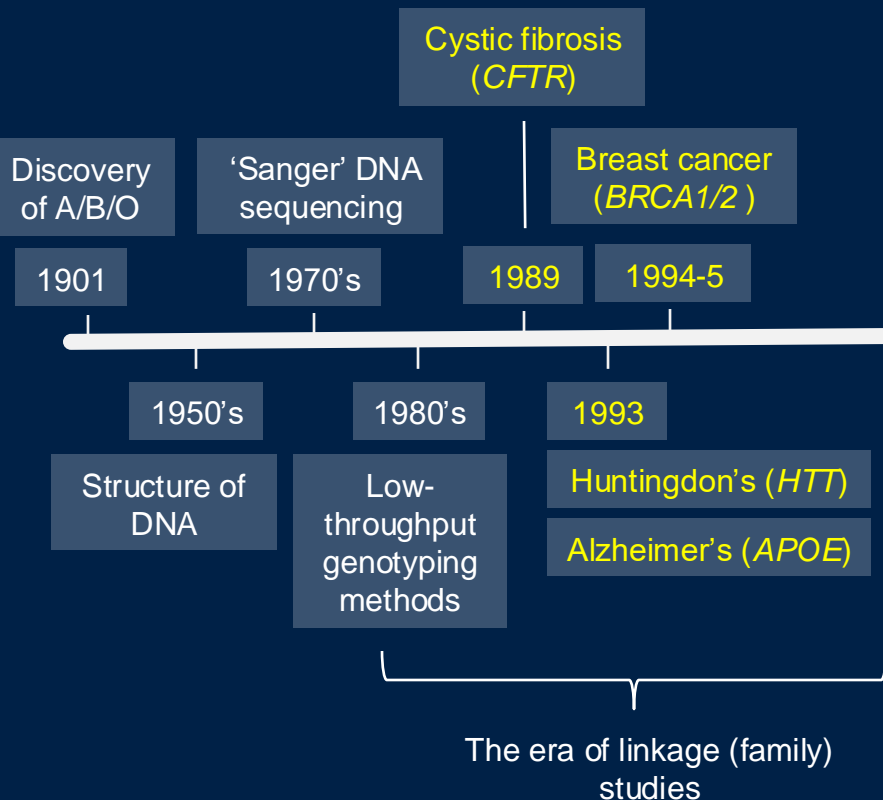 Cystic fibrosis
(CFTR)
Discovery
of A/B/O
‘Sanger’ DNA
sequencing
Breast cancer
(BRCA1/2 )
1901
1970’s
1989
1994-5
1950’s
1980’s
1993
Structure of
DNA
Low-
throughput
genotyping
methods
Huntingdon’s (HTT)
Alzheimer’s (APOE)
The era of linkage (family)
studies